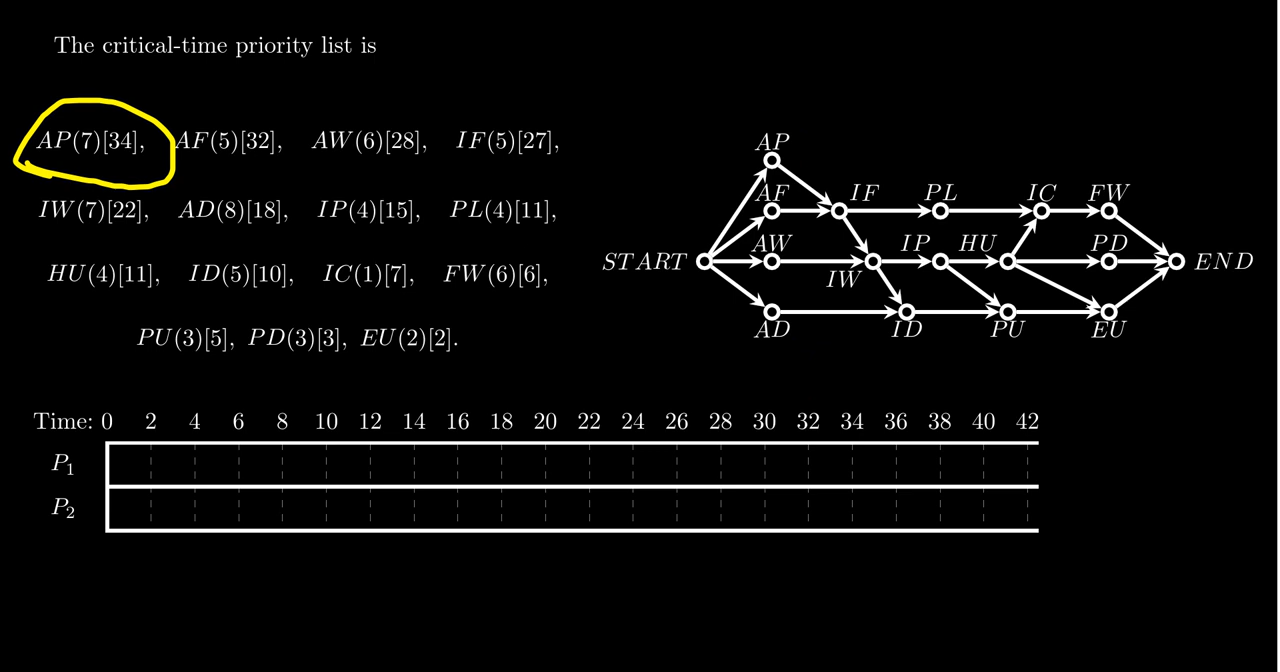 The critical-time priority list is
AP(7)[34], AF(5)[32], AW(6)[28], IF(5)[27],
IW(7)[22], AD(8)[18], IP(4)[15], PL(4)[11],
HU(4)[11], ID(5)[10], IC(1)[7], FW(6)[6],
PU(3)[5], PD(3)[3], EU(2)[2].
AP
AF IF PL IC FW
AW IP HU PD
START IW END
AD ID PU EU
Time: 0 2 4 6 8 10 12 14 16 18 20 22 24 26 28 30 32 34 36 38 40 42
P₁
P₂